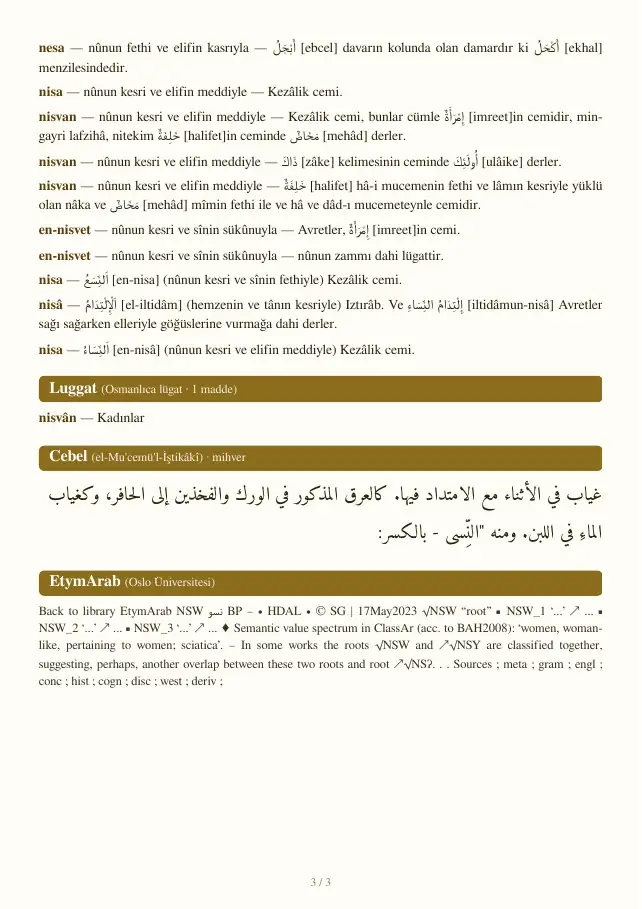 nesa — nûnun fethi ve elifin kasrıyla — أَبْجَلُ [ebcel] davarın kolunda olan damardır ki أَكْحَلُ [ekhal]
menzilesindedir.
nisa — nûnun kesri ve elifin meddiyle — Kezâlik cemi.
nisvan — nûnun kesri ve elifin meddiyle — Kezâlik cemi, bunlar cümle إِمْرَأَةٌ [imreet]in cemidir, min-
gayri lafzihâ, nitekim خَلِفَةٌ [halifet]in ceminde مَخَاضٌ [mehâd] derler.
nisvan — nûnun kesri ve elifin meddiyle — ذَاكَ [zâke] kelimesinin ceminde أُولَئِكَ [ulâike] derler.
nisvan — nûnun kesri ve elifin meddiyle — خَلِفَةٌ [halifet] hâ-i mucemenin fethi ve lâmın kesriyle yüklü
olan nâka ve مَخَاضٌ [mehâd] mîmin fethi ile ve hâ ve dâd-ı mucemeteynle cemidir.
en-nisvet — nûnun kesri ve sînin sükûnuyla — Avretler, إِمْرَأَةٌ [imreet]in cemi.
en-nisvet — nûnun kesri ve sînin sükûnuyla — nûnun zammı dahi lügattir.
nisa — اَلنِّسَعُ [en-nisa] (nûnun kesri ve sînin fethiyle) Kezâlik cemi.
nisâ — اَلْاِلْتِدَامُ [el-iltidâm] (hemzenin ve tânın kesriyle) Iztırâb. Ve إِلْتِدَامُ النِّسَاءِ [iltidâmun-nisâ] Avretler
sağı sağarken elleriyle göğüslerine vurmağa dahi derler.
nisa — اَلنِّسَاءُ [en-nisâ] (nûnun kesri ve elifin meddiyle) Kezâlik cemi.
Luggat (Osmanlıca lügat · 1 madde)
nisvân — Kadınlar
Cebel (el-Mu'cemü'l-İştikâkî) · mihver
غياب في الأثناء مع الامتداد فيها. كالعرق المذكور في الورك والفخذين إلى الحافر، وكغياب
الماءِ في اللبن. ومنه "النِّسى - بالكسر:
EtymArab (Oslo Üniversitesi)
Back to library EtymArab NSW نسو BP – • HDAL • © SG | 17May2023 √NSW “root” ▪ NSW_1 ‘...’ ↗ ... ▪
NSW_2 ‘...’ ↗ ... ▪ NSW_3 ‘...’ ↗ ... ♦ Semantic value spectrum in ClassAr (acc. to BAH2008): ‘women, woman-
like, pertaining to women; sciatica’. – In some works the roots √NSW and ↗√NSY are classified together,
suggesting, perhaps, another overlap between these two roots and root ↗√NSʔ. . . Sources ; meta ; gram ; engl ;
conc ; hist ; cogn ; disc ; west ; deriv ;
3 / 3